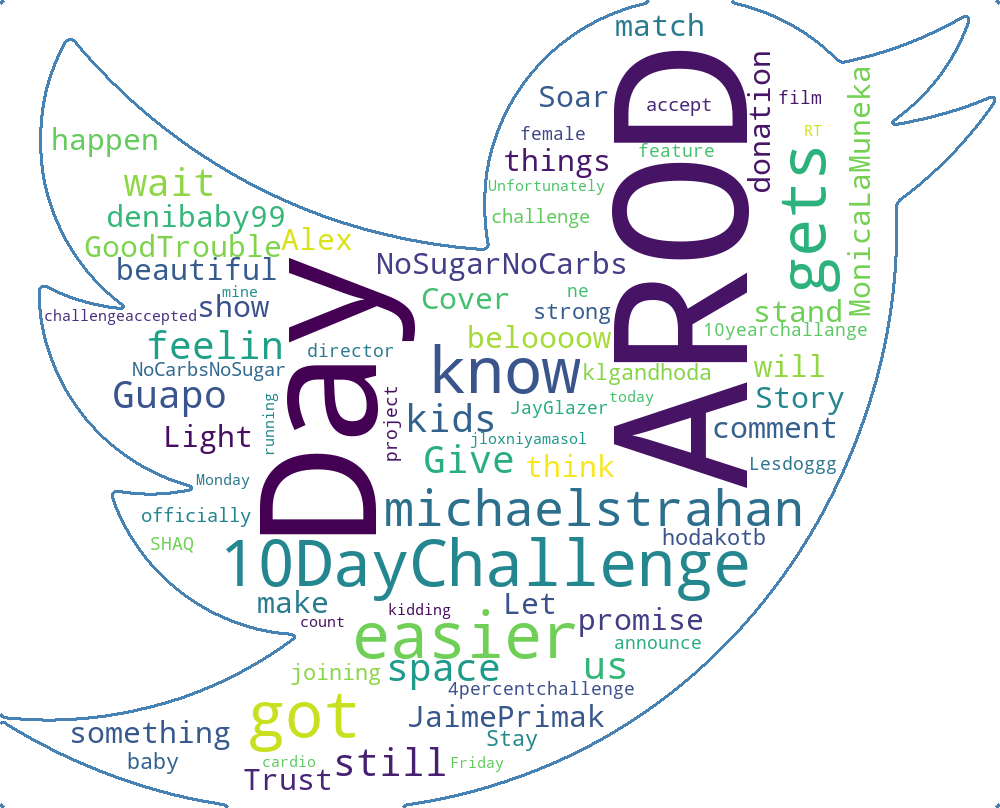 match
Soar
accept
film
female
RT
happen
things
feature
donation
wait
Unfortunately
gets
MonicaLaMuneka
denibaby99
challenge
AROD
GoodTrouble
Alex
beautiful
NoSugarNoCarbs
mine
Cover
ne
challengeaccepted
show
strong
stand
10yearchallange
feelin
Day
director
beloooow
NoCarbsNoSugar
know
klgandhoda
will
Guapo
today
Story
running
project
kids
JayGlazer
comment
Light
jloxniyamasol
Give
think
Lesdoggg
Monday
michaelstrahan
officially
hodakotb
SHAQ
10DayChallenge
make
kidding
Let
count
easier
promise
announce
joining
space
us
4percentchallenge
got
JaimePrimak
something
Stay
baby
cardio
still
Friday
Trust